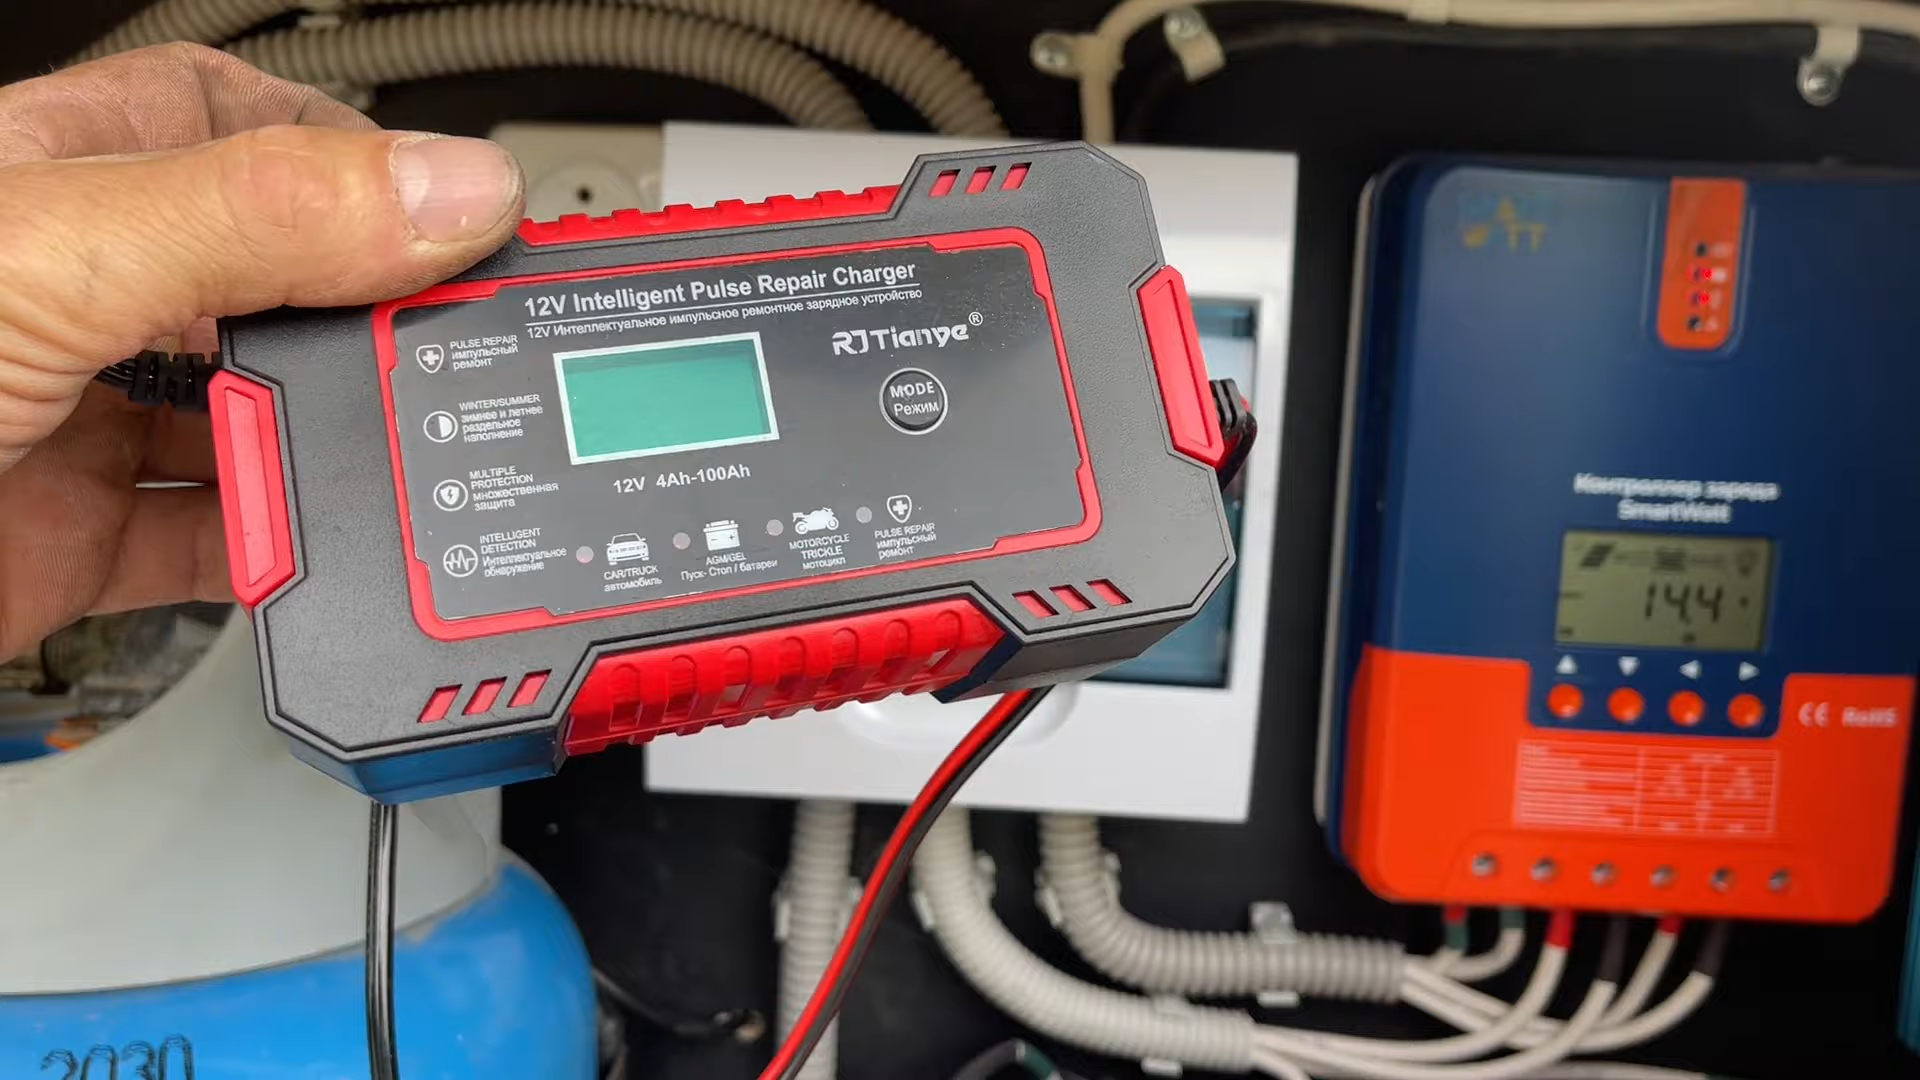 12V Intelligent Pulse Repair Charger
12V Интеллектуальное импульсное ремонтное зарядное устройство
RJTianye®
PULSE REPAIR
импульсный
ремонт
WINTER/SUMMER
зимнее и летнее
раздельное
наполнение
MODE
Режим
MULTIPLE
PROTECTION
множественная
защита
12V 4Ah-100Ah
INTELLIGENT
DETECTION
Интеллектуальное
обнаружение
CAR/TRUCK
автомобиль
AGM/GEL
Пуск- Стоп / батареи
MOTORCYCLE
TRICKLE
мотоцикл
PULSE REPAIR
импульсный
ремонт
Контроллер заряда
SmartWatt
14.4
CE RoHS
2030